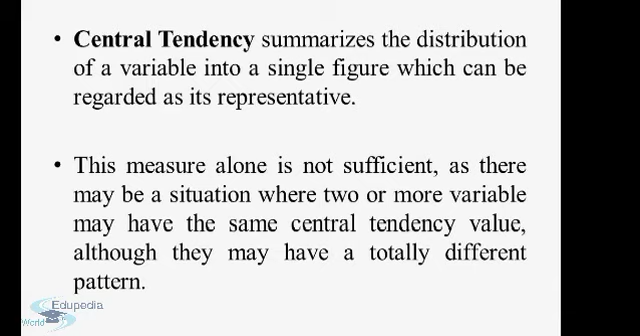 • Central Tendency summarizes the distribution
of a variable into a single figure which can be
regarded as its representative.
• This measure alone is not sufficient, as there
may be a situation where two or more variable
may have the same central tendency value,
although they may have a totally different
pattern.
Edupedia
World